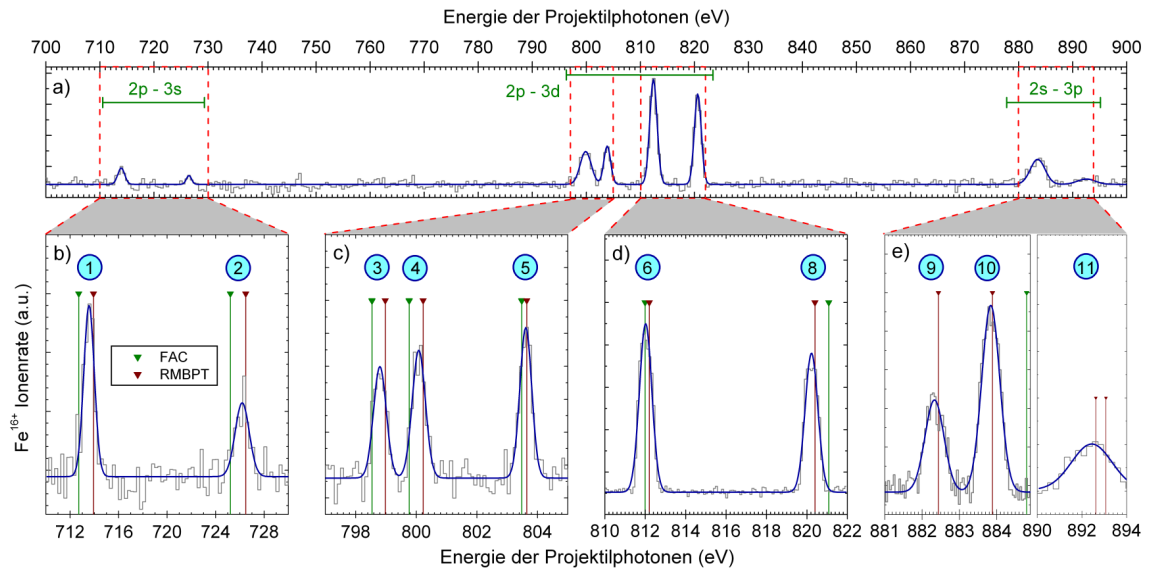 Energie der Projektilphotonen (eV)
700 710 720 730 740 750 760 770 780 790 800 810 820 830 840 850 860 870 880 890 900
a)
2p - 3s
2p - 3d
2s - 3p
Fe16+ Ionenrate (a.u.)
b) 1 2
FAC
RMBPT
c) 3 4 5
d) 6 8
e) 9 10 11
712 716 720 724 728
798 800 802 804
810 812 814 816 818 820 822
881 882 883 884 890 892 894
Energie der Projektilphotonen (eV)